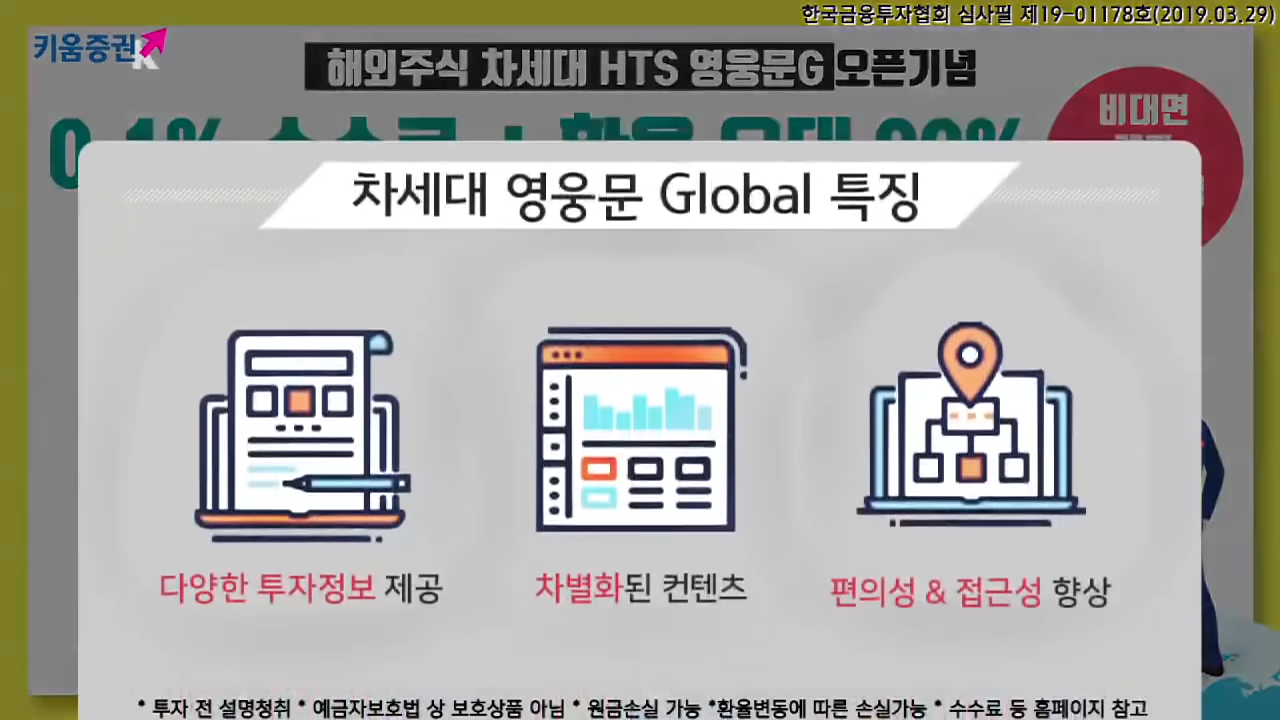 한국금융투자협회 심사필 제19-01178호(2019.03.29)
키움증권
해외주식 차세대 HTS 영웅문G 오픈기념
비대면
차세대 영웅문 Global 특징
다양한 투자정보 제공
차별화된 컨텐츠
편의성 & 접근성 향상
* 투자 전 설명청취 * 예금자보호법 상 보호상품 아님 * 원금손실 가능 *환율변동에 따른 손실가능 * 수수료 등 홈페이지 참고